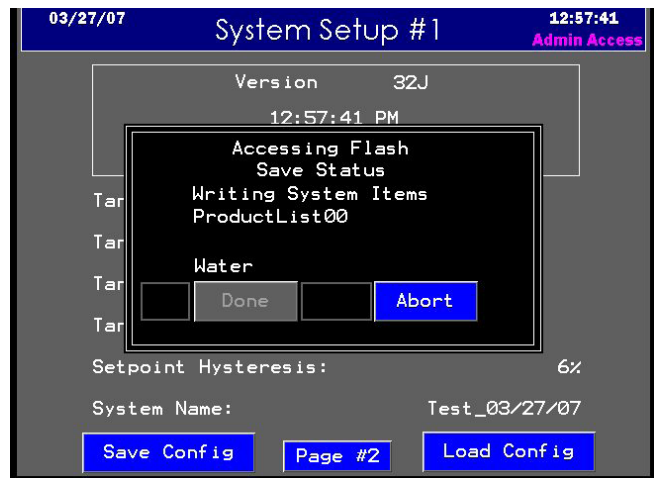 03/27/07 System Setup #1 12:57:41
Admin Access
Version 32J
12:57:41 PM
Accessing Flash
Save Status
Writing System Items
ProductList00
Water
Tar
Tar
Tar
Done Abort
Tar
Setpoint Hysteresis: 6%
System Name: Test_03/27/07
Save Config Page #2 Load Config